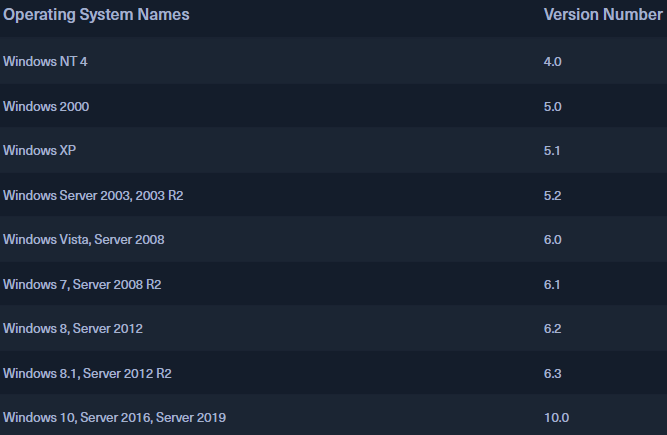 Operating System Names Version Number
Windows NT 4 4.0
Windows 2000 5.0
Windows XP 5.1
Windows Server 2003, 2003 R2 5.2
Windows Vista, Server 2008 6.0
Windows 7, Server 2008 R2 6.1
Windows 8, Server 2012 6.2
Windows 8.1, Server 2012 R2 6.3
Windows 10, Server 2016, Server 2019 10.0